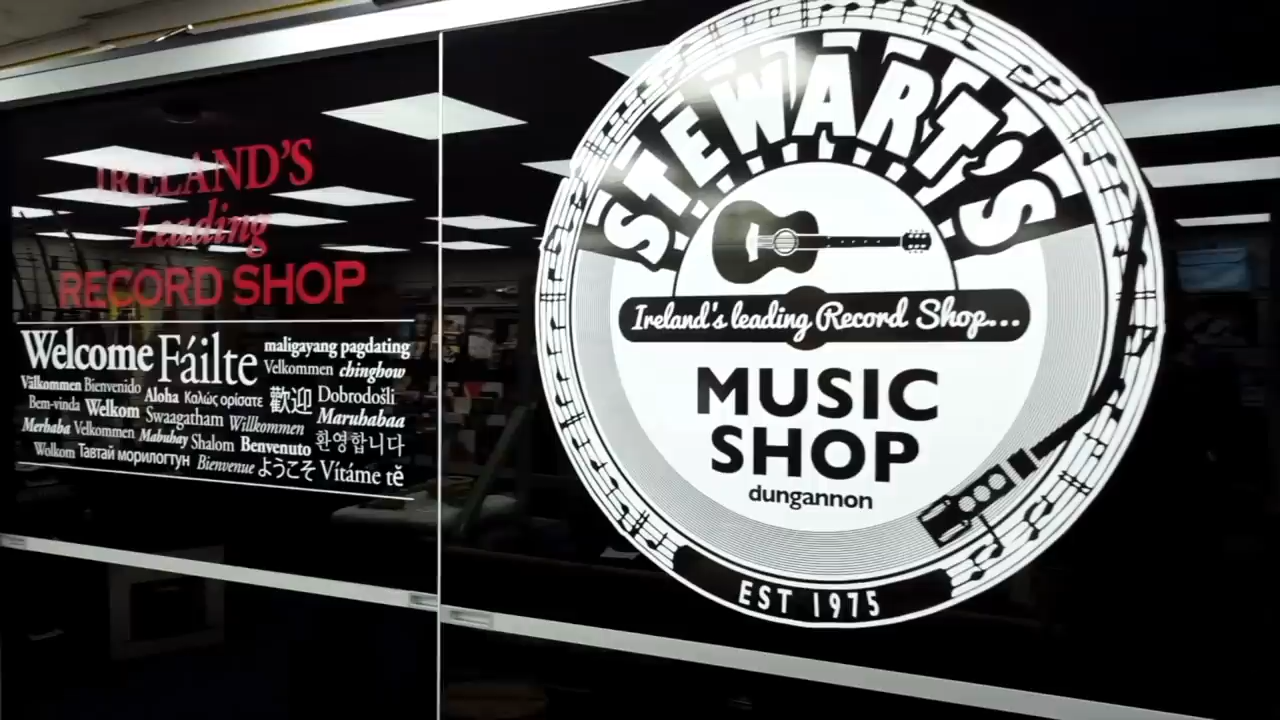 IRELAND'S
Leading
RECORD SHOP
Welcome Fáilte maligayang pagdating
Velkommen chinghow
Välkommen Bienvenido Aloha Καλώς ορίσατε 歡迎 Dobrodošli
Bem-vinda Welkom Swaagatham Willkommen Maruhabaa
Merhaba Velkommen Mabuhay Shalom Benvenuto 환영합니다
Wolkom Тавтай морилогтун Bienvenue ようこそ Vítáme tě
STEWART'S
Ireland's leading Record Shop...
MUSIC
SHOP
dungannon
EST 1975